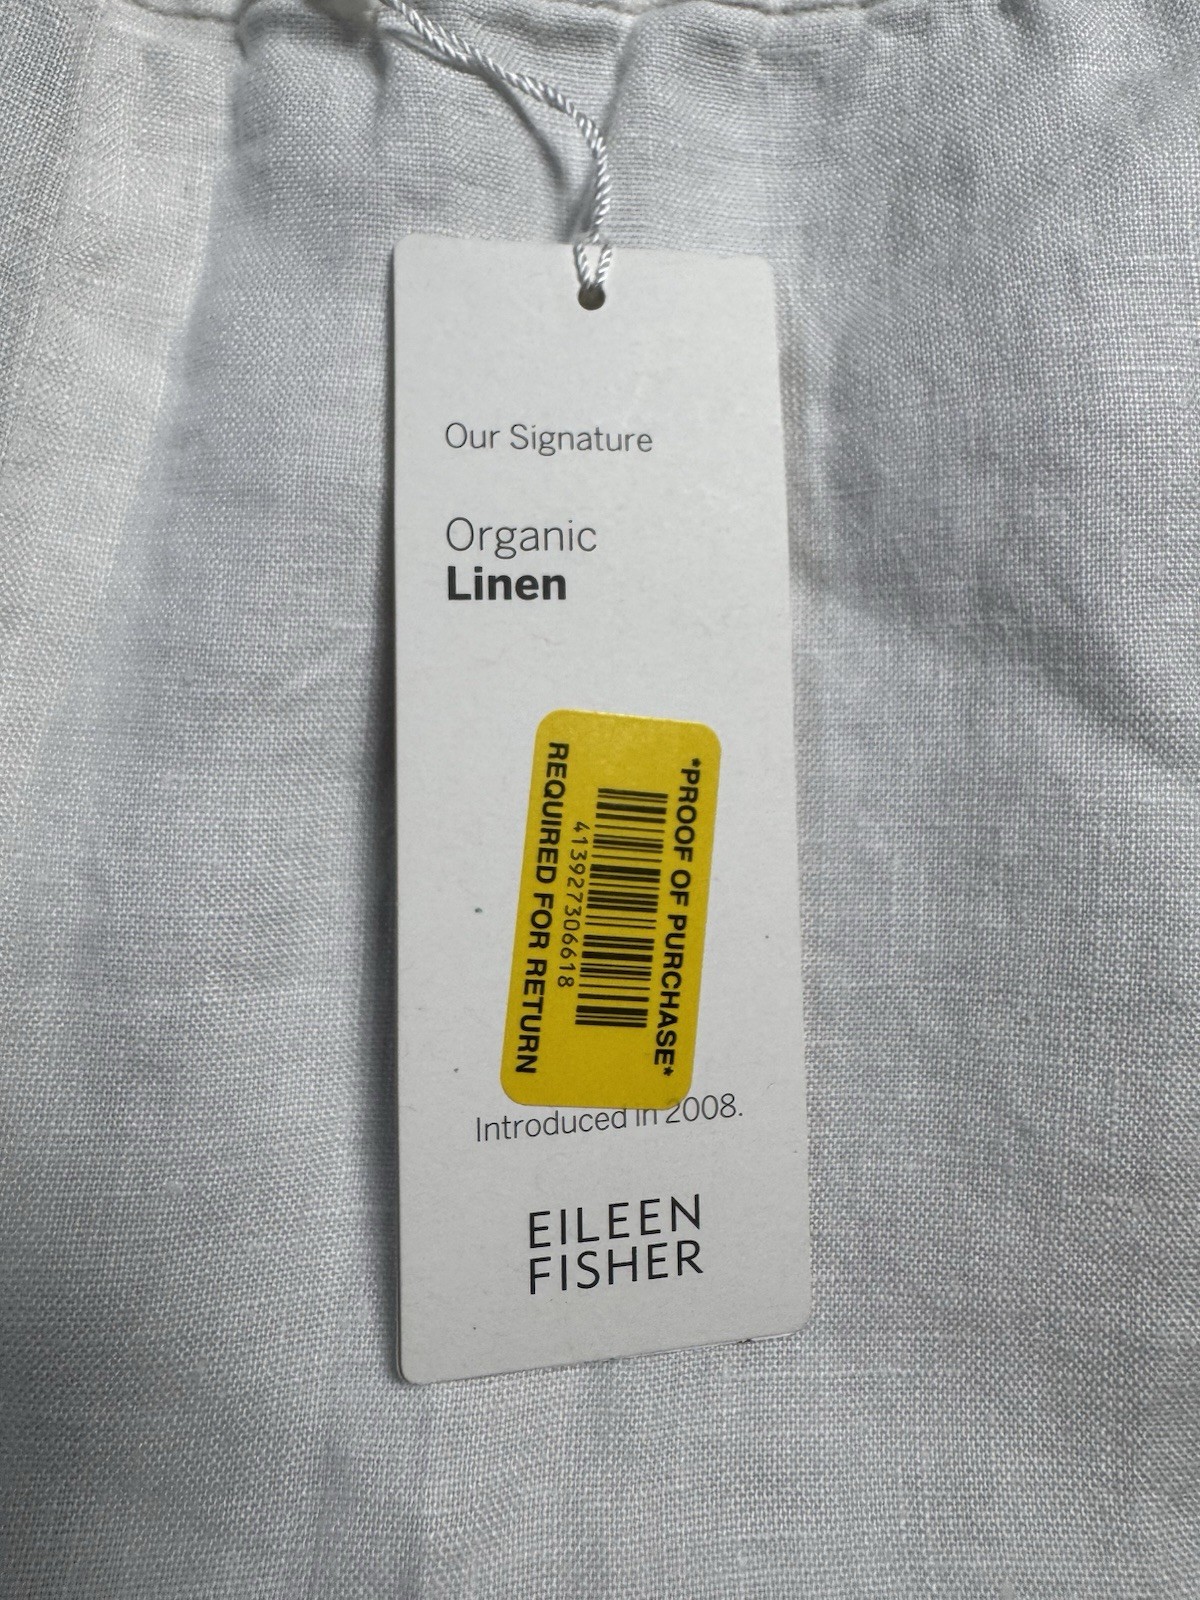 Our Signature
Organic
Linen
*PROOF OF PURCHASE*
413927306618
REQUIRED FOR RETURN
Introduced in 2008.
EILEEN
FISHER